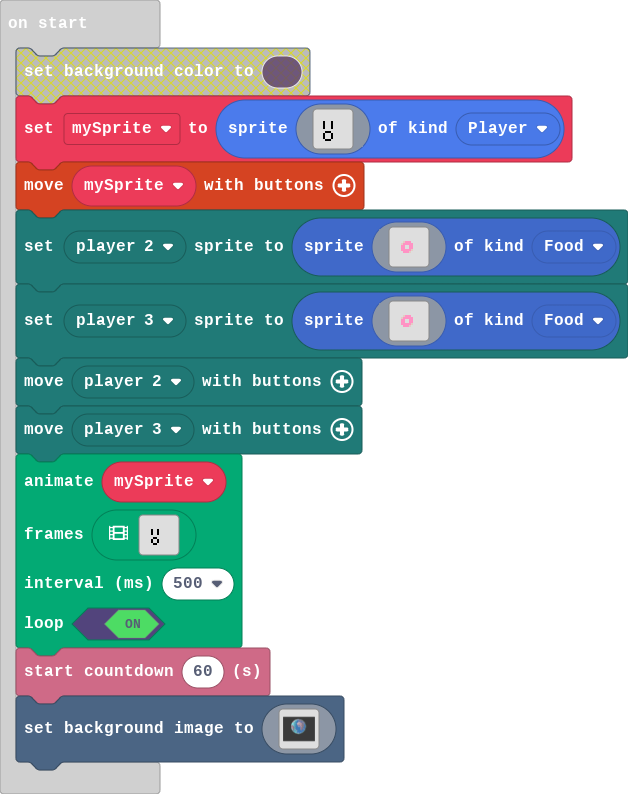 on start
set background color to
set mySprite to sprite of kind Player
move mySprite with buttons
set player 2 sprite to sprite of kind Food
set player 3 sprite to sprite of kind Food
move player 2 with buttons
move player 3 with buttons
animate mySprite
frames
interval (ms) 500
loop ON
start countdown 60 (s)
set background image to